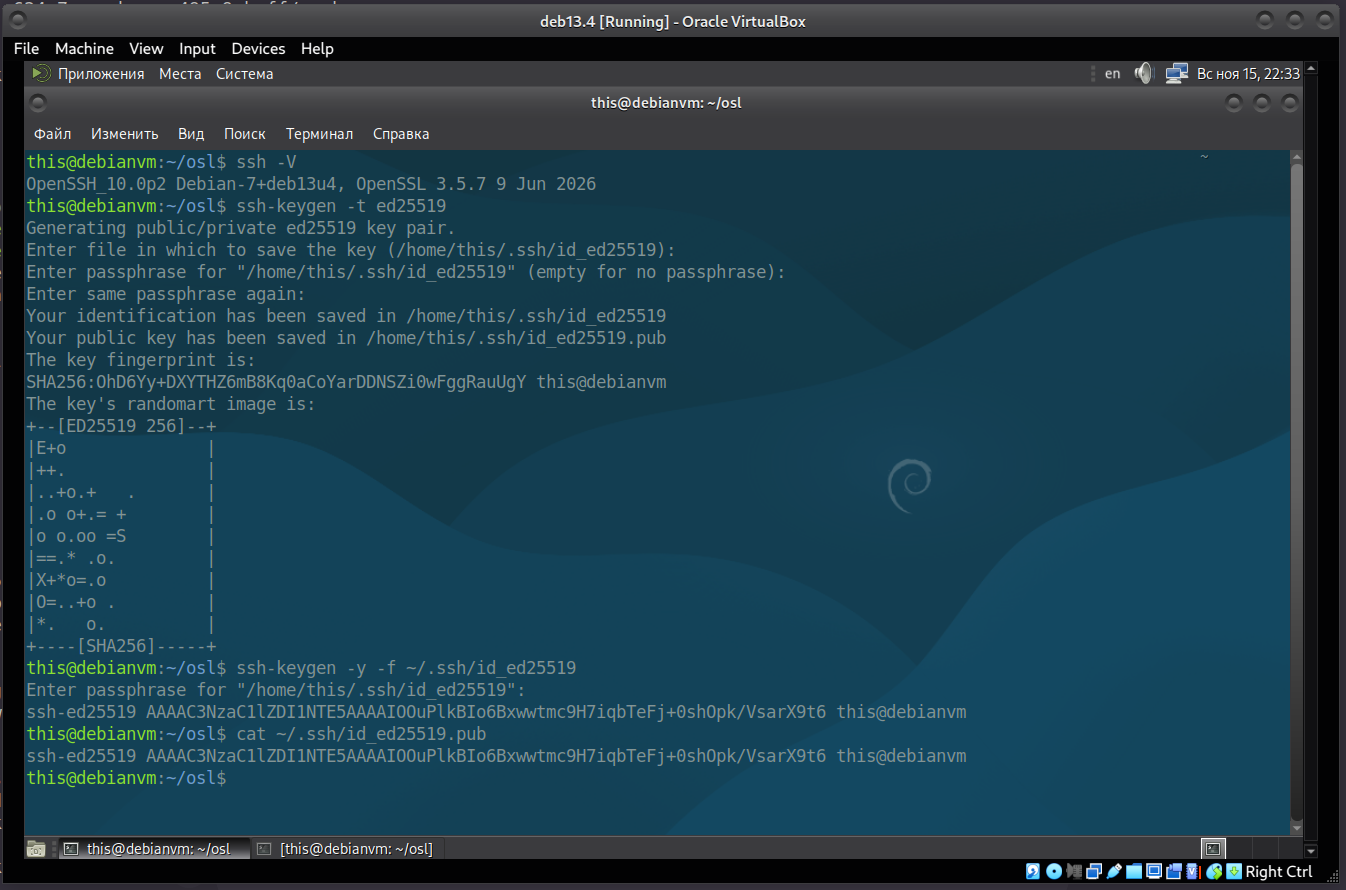 deb13.4 [Running] - Oracle VirtualBox
File Machine View Input Devices Help
Приложения Места Система en Вс ноя 15, 22:33
this@debianvm: ~/osl
Файл Изменить Вид Поиск Терминал Справка
this@debianvm:~/osl$ ssh -V ~
OpenSSH_10.0p2 Debian-7+deb13u4, OpenSSL 3.5.7 9 Jun 2026
this@debianvm:~/osl$ ssh-keygen -t ed25519
Generating public/private ed25519 key pair.
Enter file in which to save the key (/home/this/.ssh/id_ed25519):
Enter passphrase for "/home/this/.ssh/id_ed25519" (empty for no passphrase):
Enter same passphrase again:
Your identification has been saved in /home/this/.ssh/id_ed25519
Your public key has been saved in /home/this/.ssh/id_ed25519.pub
The key fingerprint is:
SHA256:OhD6Yy+DXYTHZ6mB8Kq0aCoYarDDNSZi0wFggRauUgY this@debianvm
The key's randomart image is:
+--[ED25519 256]--+
|E+o              |
|++.              |
|..+o.+   .       |
|.o o+.= +        |
|o o.oo =S        |
|==.* .o.         |
|X+*o=.o          |
|O=..+o .         |
|*.   o.          |
+----[SHA256]-----+
this@debianvm:~/osl$ ssh-keygen -y -f ~/.ssh/id_ed25519
Enter passphrase for "/home/this/.ssh/id_ed25519":
ssh-ed25519 AAAAC3NzaC1lZDI1NTE5AAAAIOOuPlkBIo6Bxwwtmc9H7iqbTeFj+0shOpk/VsarX9t6 this@debianvm
this@debianvm:~/osl$ cat ~/.ssh/id_ed25519.pub
ssh-ed25519 AAAAC3NzaC1lZDI1NTE5AAAAIOOuPlkBIo6Bxwwtmc9H7iqbTeFj+0shOpk/VsarX9t6 this@debianvm
this@debianvm:~/osl$
this@debianvm: ~/osl [this@debianvm: ~/osl]
Right Ctrl